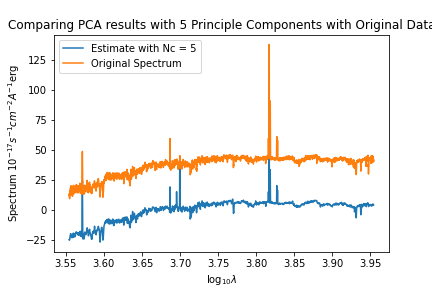 Comparing PCA results with 5 Principle Components with Original Data
Estimate with Nc = 5
Original Spectrum
Spectrum 10⁻¹⁷s⁻¹cm⁻²A⁻¹erg
125
100
75
50
25
0
−25
3.55 3.60 3.65 3.70 3.75 3.80 3.85 3.90 3.95
log₁₀λ